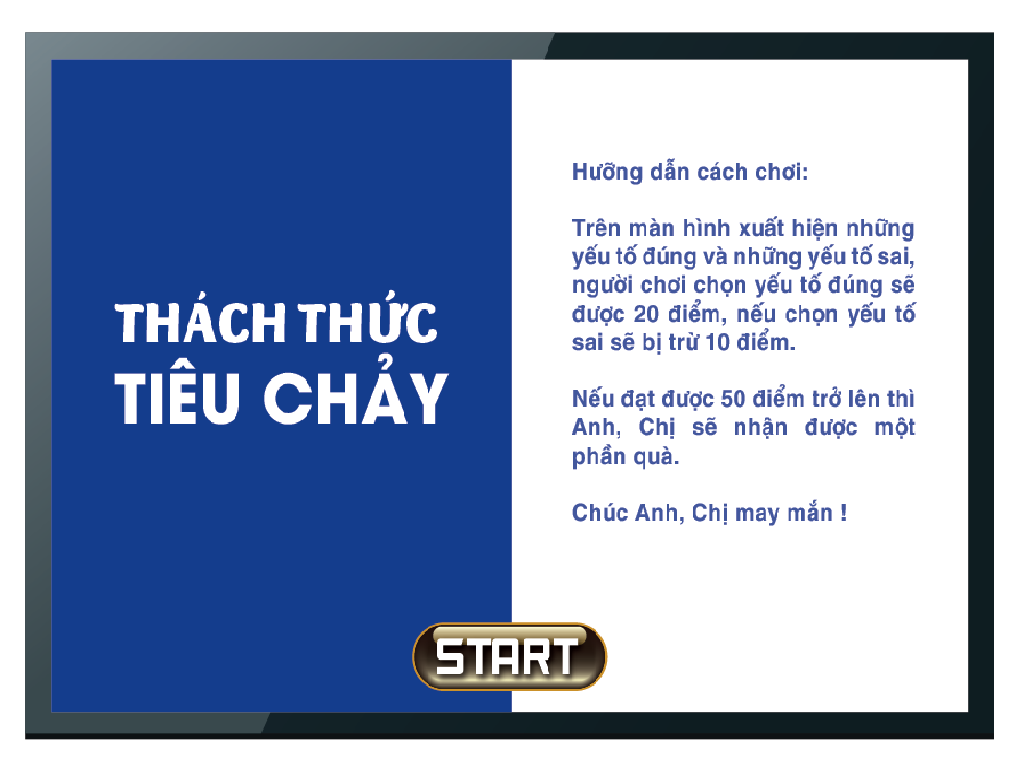 THÁCH THỨC
TIÊU CHẢY
Hưỡng dẫn cách chơi:
Trên màn hình xuất hiện những
yếu tố đúng và những yếu tố sai,
người chơi chọn yếu tố đúng sẽ
được 20 điểm, nếu chọn yếu tố
sai sẽ bị trừ 10 điểm.
Nếu đạt được 50 điểm trở lên thì
Anh, Chị sẽ nhận được một
phần quà.
Chúc Anh, Chị may mắn !
START